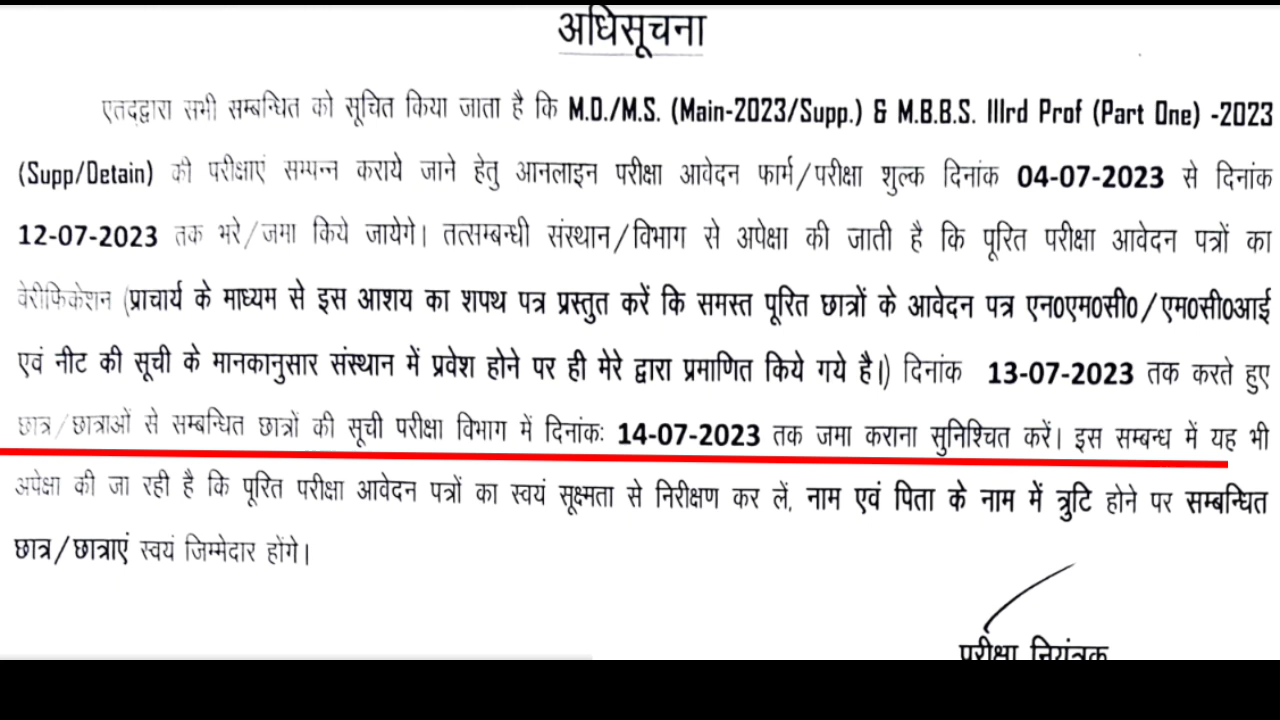 अधिसूचना
एतद्द्वारा सभी सम्बन्धित को सूचित किया जाता है कि M.D./M.S. (Main-2023/Supp.) & M.B.B.S. IIIrd Prof (Part One) -2023
(Supp/Detain) की परीक्षाएं सम्पन्न कराये जाने हेतु आनलाइन परीक्षा आवेदन फार्म/परीक्षा शुल्क दिनांक 04-07-2023 से दिनांक
12-07-2023 तक भरे/जमा किये जायेगे। तत्सम्बन्धी संस्थान/विभाग से अपेक्षा की जाती है कि पूरित परीक्षा आवेदन पत्रों का
वेरीफिकेशन (प्राचार्य के माध्यम से इस आशय का शपथ पत्र प्रस्तुत करें कि समस्त पूरित छात्रों के आवेदन पत्र एन0एम0सी0/एम0सी0आई
एवं नीट की सूची के मानकानुसार संस्थान में प्रवेश होने पर ही मेरे द्वारा प्रमाणित किये गये है।) दिनांक 13-07-2023 तक करते हुए
छात्र/छात्राओं से सम्बन्धित छात्रों की सूची परीक्षा विभाग में दिनांकः 14-07-2023 तक जमा कराना सुनिश्चित करें। इस सम्बन्ध में यह भी
अपेक्षा की जा रही है कि पूरित परीक्षा आवेदन पत्रों का स्वयं सूक्ष्मता से निरीक्षण कर लें, नाम एवं पिता के नाम में त्रुटि होने पर सम्बन्धित
छात्र/छात्राएं स्वयं जिम्मेदार होंगे।
परीक्षा नियंत्रक